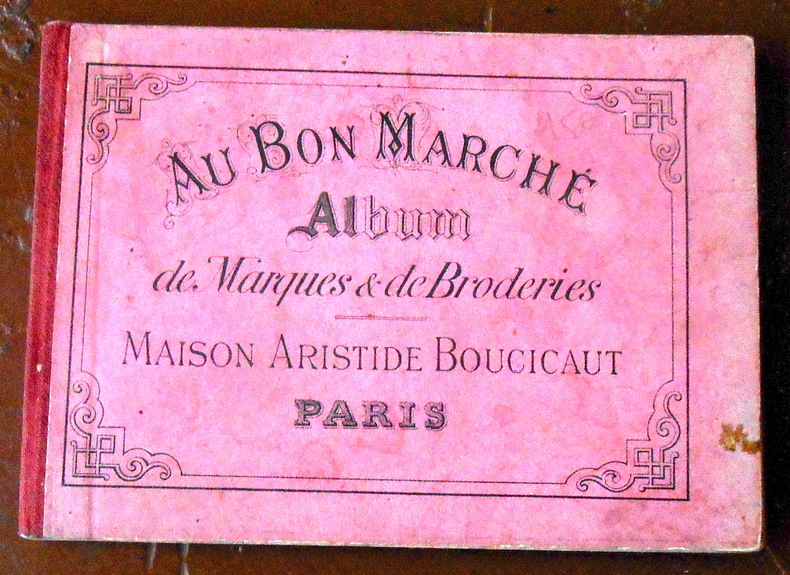 AU BON MARCHÉ
Album
de Marques & de Broderies
MAISON ARISTIDE BOUCICAUT
PARIS